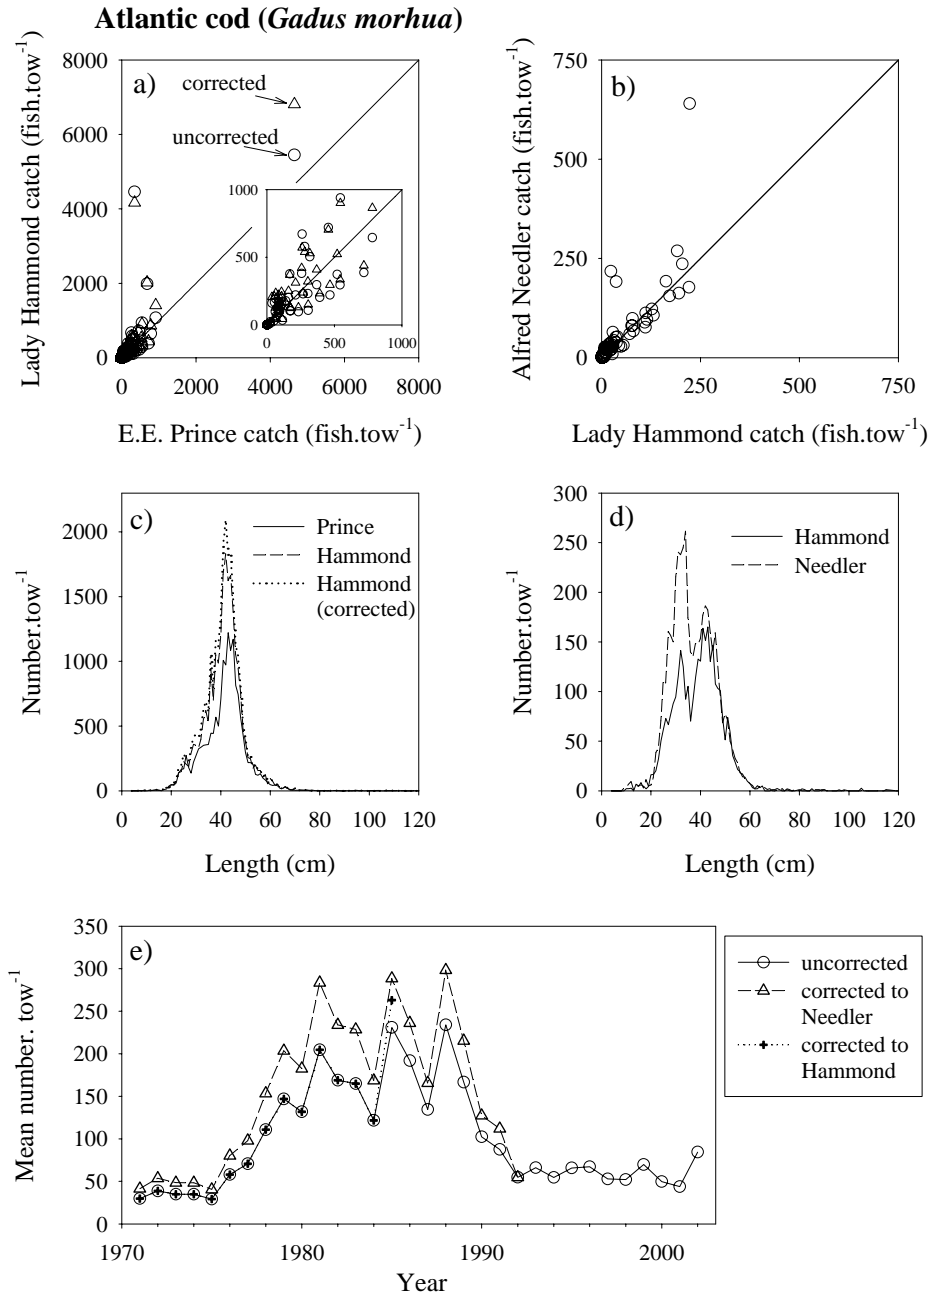 Atlantic cod (Gadus morhua)
a)
corrected
uncorrected
Lady Hammond catch (fish.tow⁻¹)
8000
6000
4000
2000
0
0 2000 4000 6000 8000
E.E. Prince catch (fish.tow⁻¹)
1000
500
0
500 1000
b)
Alfred Needler catch (fish.tow⁻¹)
750
500
250
0
0 250 500 750
Lady Hammond catch (fish.tow⁻¹)
c)
Prince
Hammond
Hammond
(corrected)
Number.tow⁻¹
2000
1500
1000
500
0
0 20 40 60 80 100 120
Length (cm)
d)
Hammond
Needler
Number.tow⁻¹
300
250
200
150
100
50
0
0 20 40 60 80 100 120
Length (cm)
e)
Mean number. tow⁻¹
350
300
250
200
150
100
50
0
1970 1980 1990 2000
Year
uncorrected
corrected to
Needler
corrected to
Hammond